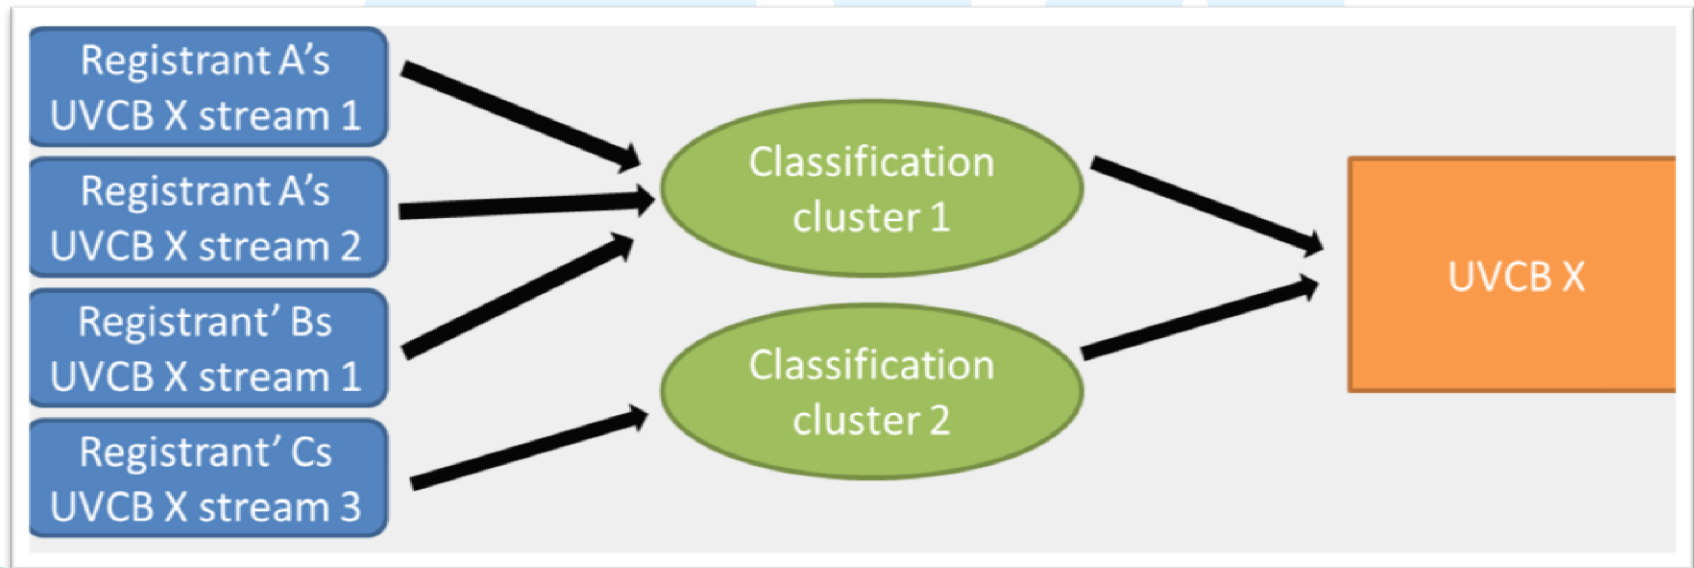 Registrant A's
UVCB X stream 1
Registrant A's
UVCB X stream 2
Registrant' Bs
UVCB X stream 1
Registrant' Cs
UVCB X stream 3
Classification
cluster 1
Classification
cluster 2
UVCB X